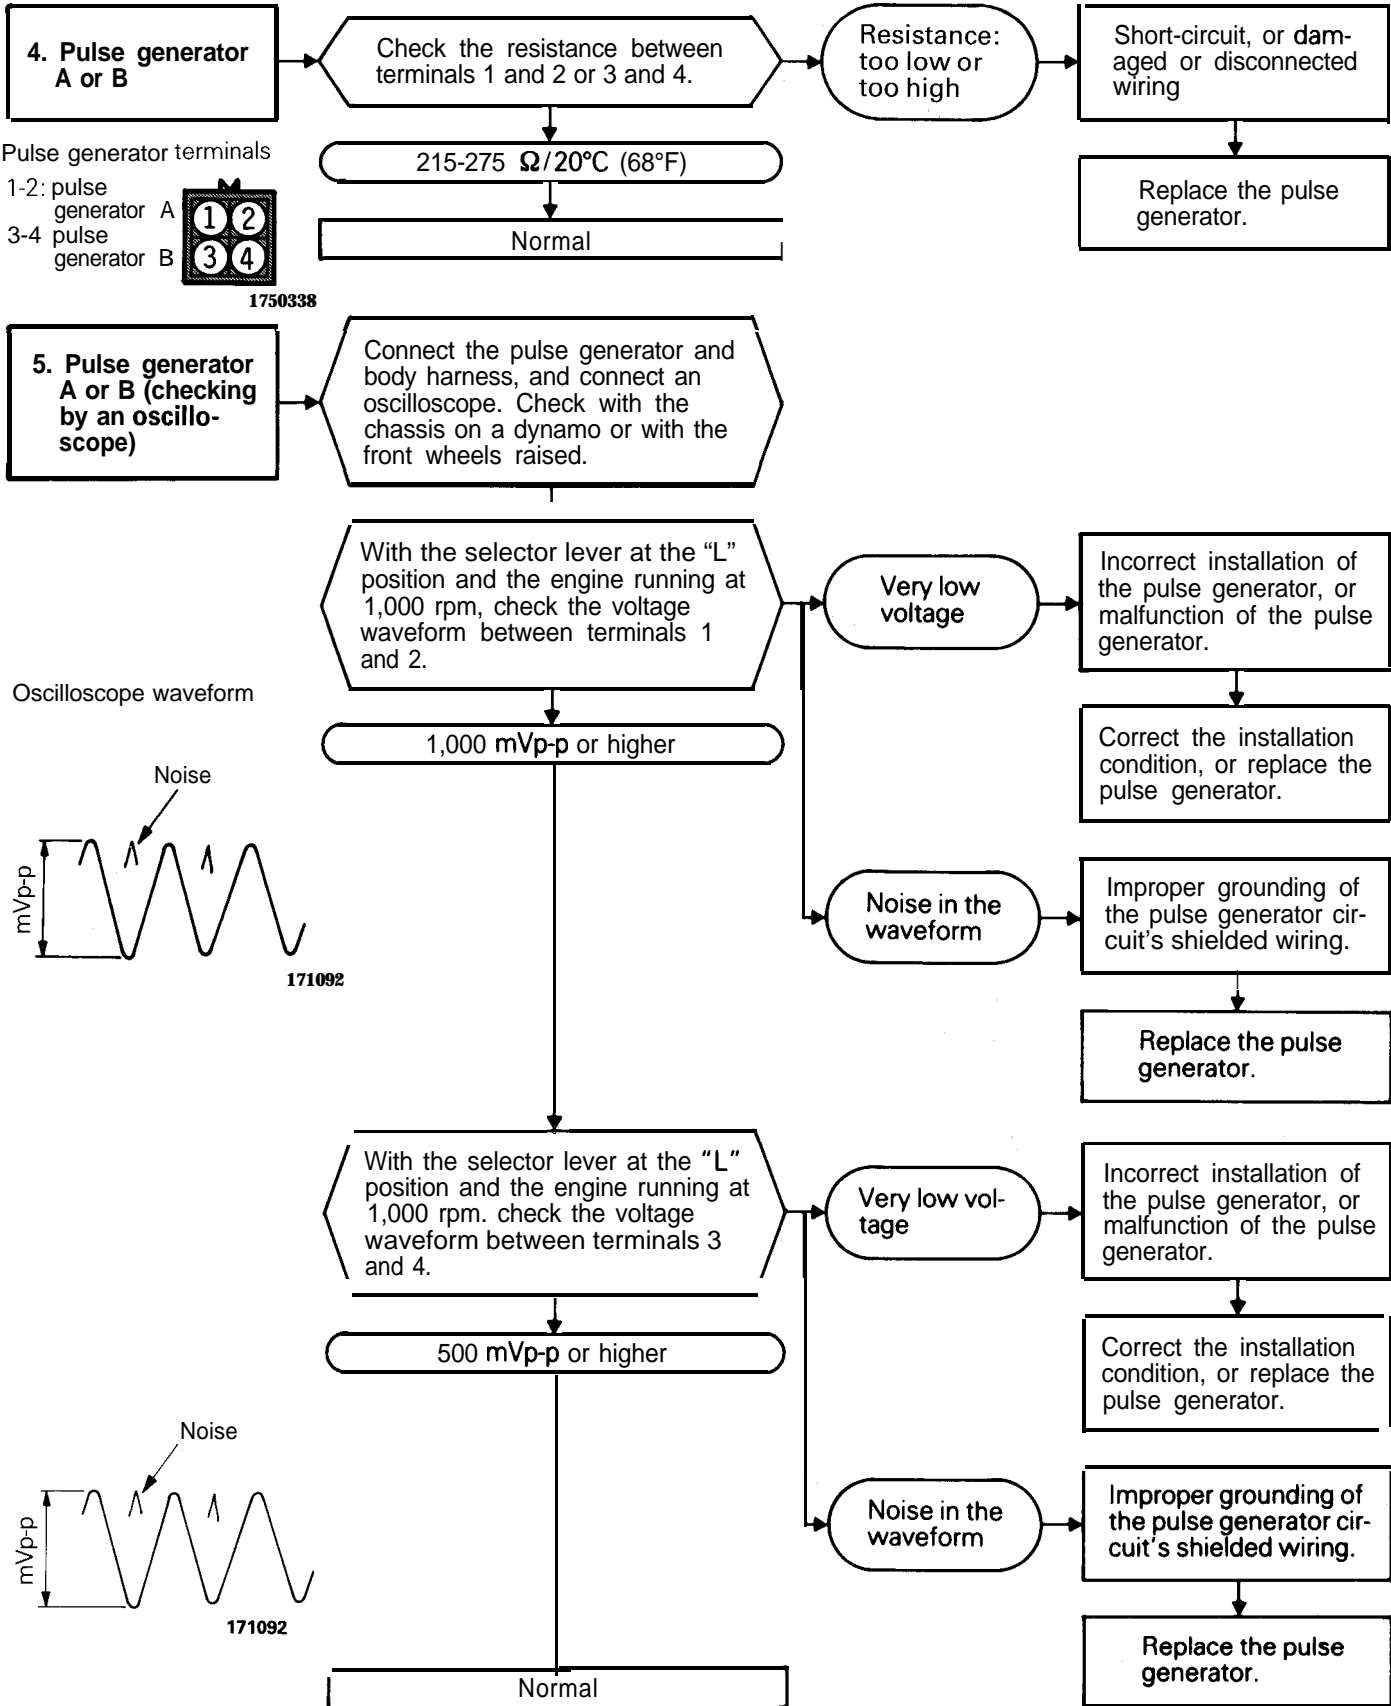 4. Pulse generator
A or B
Check the resistance between
terminals 1 and 2 or 3 and 4.
Resistance:
too low or
too high
Short-circuit, or dam-
aged or disconnected
wiring
215-275 Ω/20°C (68°F)
Normal
Replace the pulse
generator.
Pulse generator terminals
1-2: pulse
generator A
3-4 pulse
generator B
1 2
3 4
1750338
5. Pulse generator
A or B (checking
by an oscillo-
scope)
Connect the pulse generator and
body harness, and connect an
oscilloscope. Check with the
chassis on a dynamo or with the
front wheels raised.
With the selector lever at the “L”
position and the engine running at
1,000 rpm, check the voltage
waveform between terminals 1
and 2.
Very low
voltage
Incorrect installation of
the pulse generator, or
malfunction of the pulse
generator.
1,000 mVp-p or higher
Correct the installation
condition, or replace the
pulse generator.
Oscilloscope waveform
Noise
mVp-p
171092
Noise in the
waveform
Improper grounding of
the pulse generator cir-
cuit's shielded wiring.
Replace the pulse
generator.
With the selector lever at the “L”
position and the engine running at
1,000 rpm. check the voltage
waveform between terminals 3
and 4.
Very low vol-
tage
Incorrect installation of
the pulse generator, or
malfunction of the pulse
generator.
500 mVp-p or higher
Correct the installation
condition, or replace the
pulse generator.
Noise
mVp-p
171092
Noise in the
waveform
Improper grounding of
the pulse generator cir-
cuit's shielded wiring.
Replace the pulse
generator.
Normal